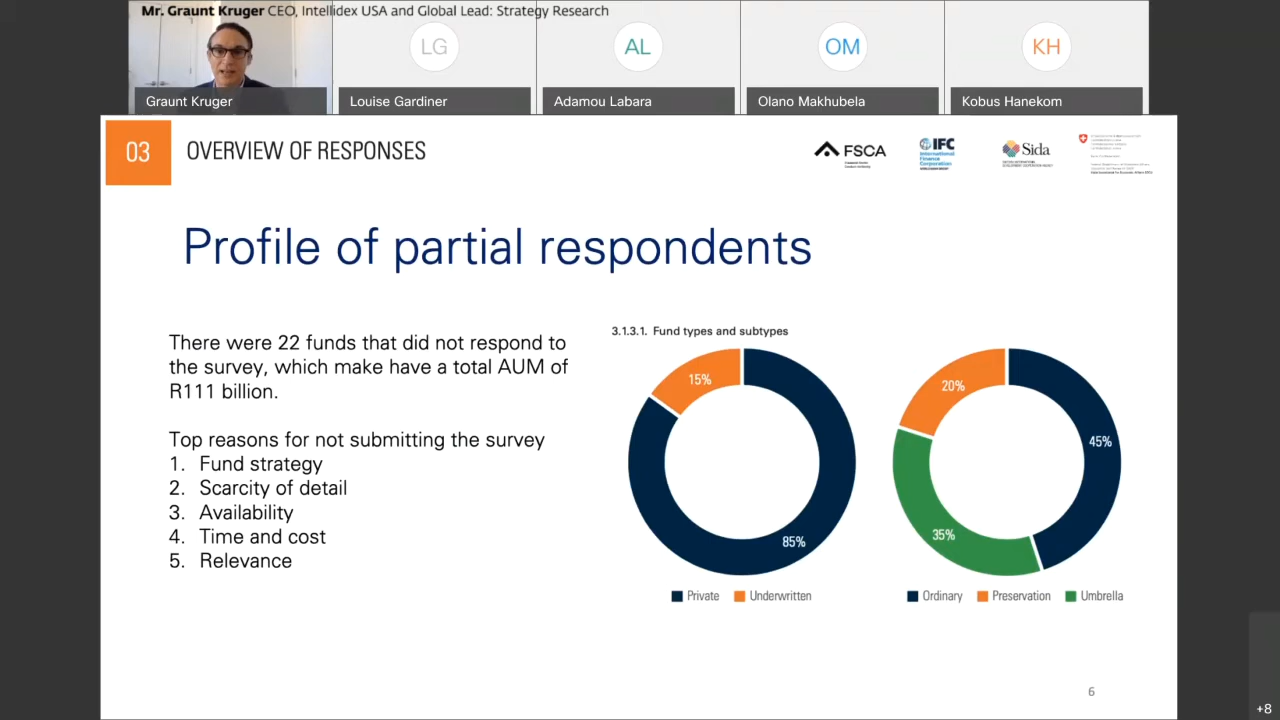 Mr. Graunt Kruger CEO, Intellidex USA and Global Lead: Strategy Research
LG
AL
OM
KH
Graunt Kruger
Louise Gardiner
Adamou Labara
Olano Makhubela
Kobus Hanekom
03
OVERVIEW OF RESPONSES
FSCA
IFC
International
Finance
Corporation
Sida
Profile of partial respondents
There were 22 funds that did not respond to
the survey, which make have a total AUM of
R111 billion.
Top reasons for not submitting the survey
1. Fund strategy
2. Scarcity of detail
3. Availability
4. Time and cost
5. Relevance
3.1.3.1. Fund types and subtypes
15%
85%
Private
Underwritten
20%
45%
35%
Ordinary
Preservation
Umbrella
6
+8